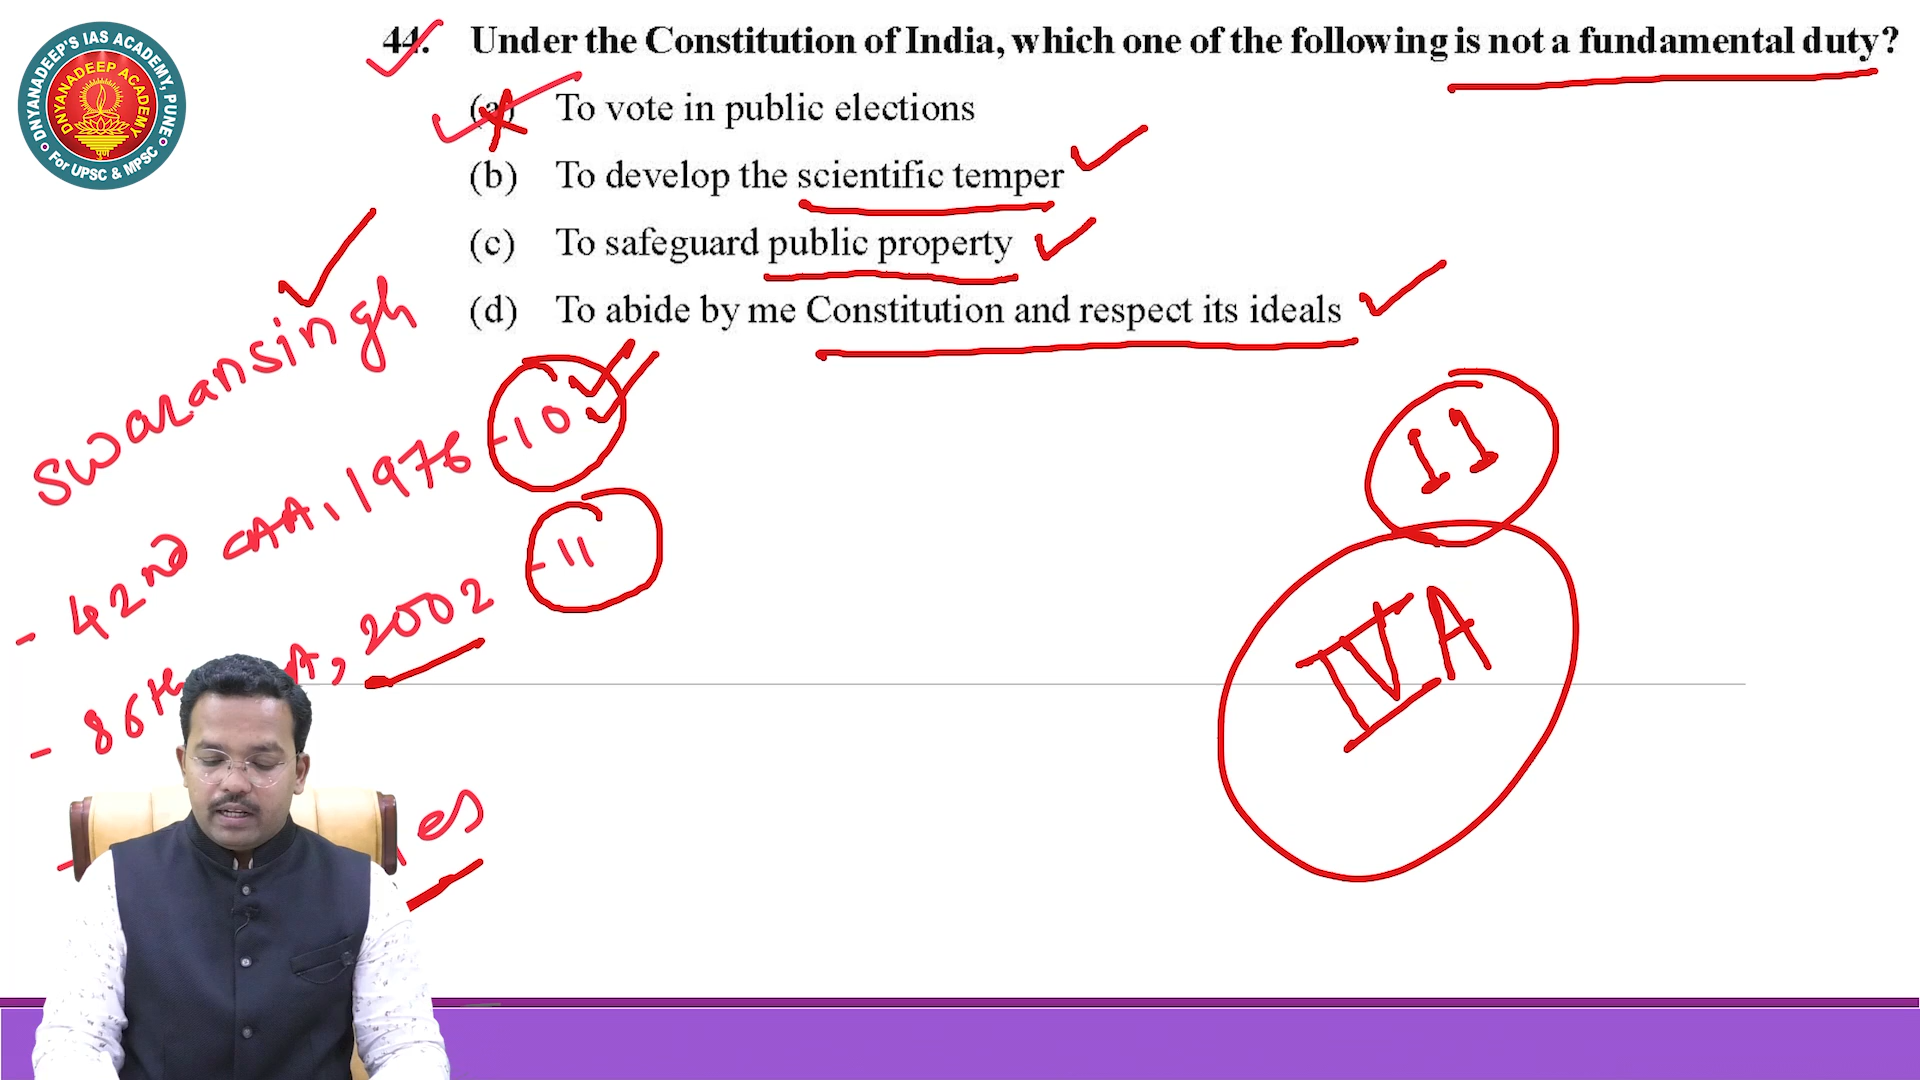 DNYANADEEP'S IAS ACADEMY, PUNE
DNYANADEEP ACADEMY
पुणे
For UPSC & MPSC
44. Under the Constitution of India, which one of the following is not a fundamental duty?
(a) To vote in public elections
(b) To develop the scientific temper
(c) To safeguard public property
(d) To abide by me Constitution and respect its ideals
Swaransingh
- 42nd CAA, 1976 -10
- 86th A, 2002 -11
es
11
IVA